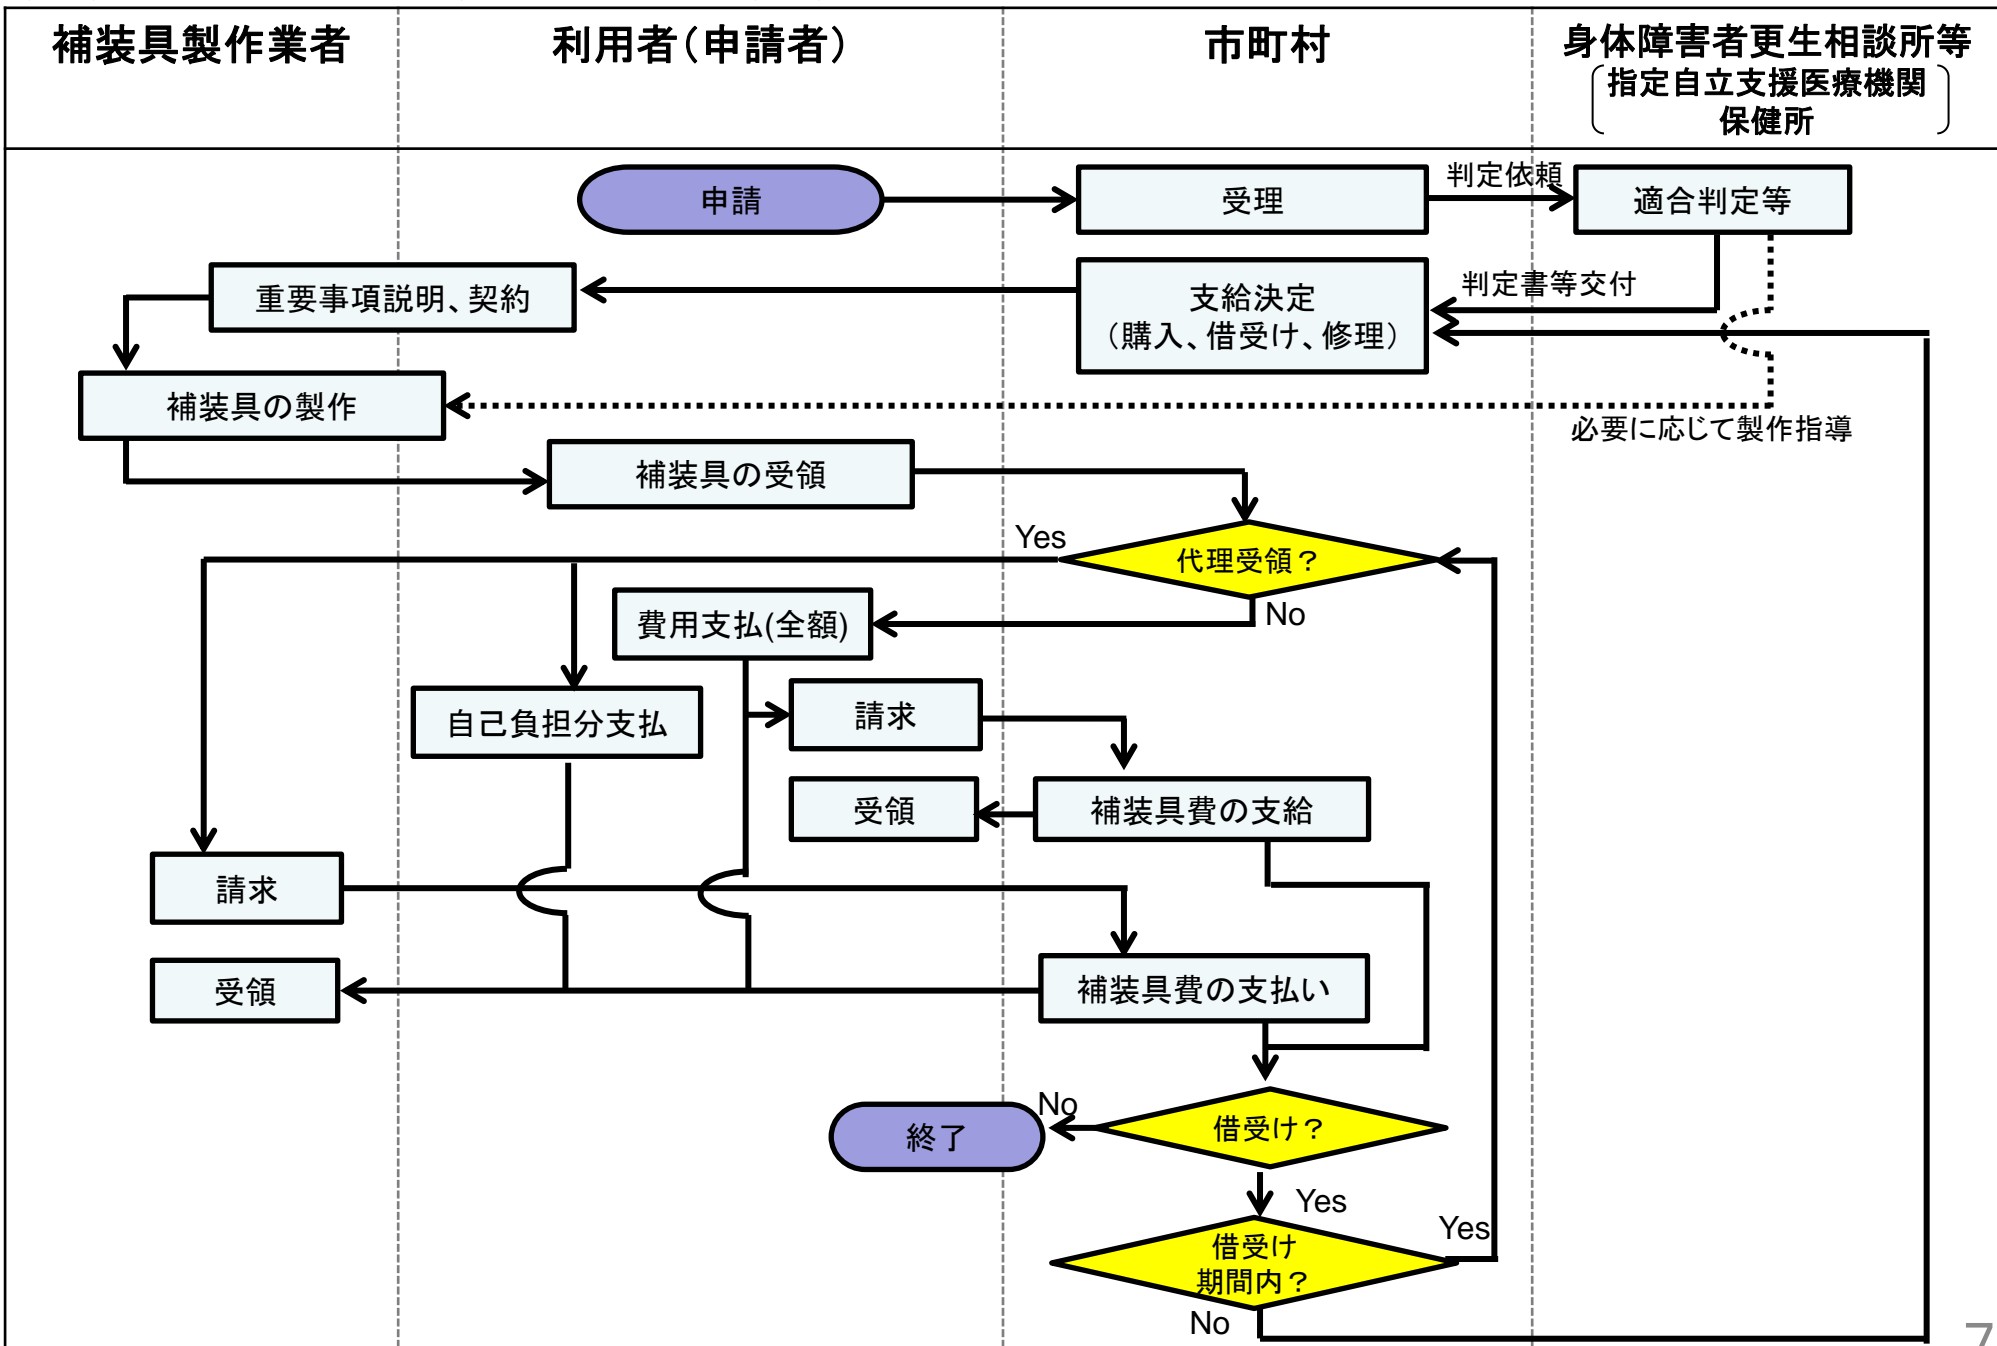 補装具製作業者
利用者（申請者）
市町村
身体障害者更生相談所等
指定自立支援医療機関
保健所
申請
受理
判定依頼
適合判定等
重要事項説明、契約
支給決定
（購入、借受け、修理）
判定書等交付
補装具の製作
必要に応じて製作指導
補装具の受領
Yes
代理受領？
No
費用支払(全額)
自己負担分支払
請求
受領
補装具費の支給
請求
受領
補装具費の支払い
No
借受け？
終了
Yes
Yes
借受け
期間内？
No
7